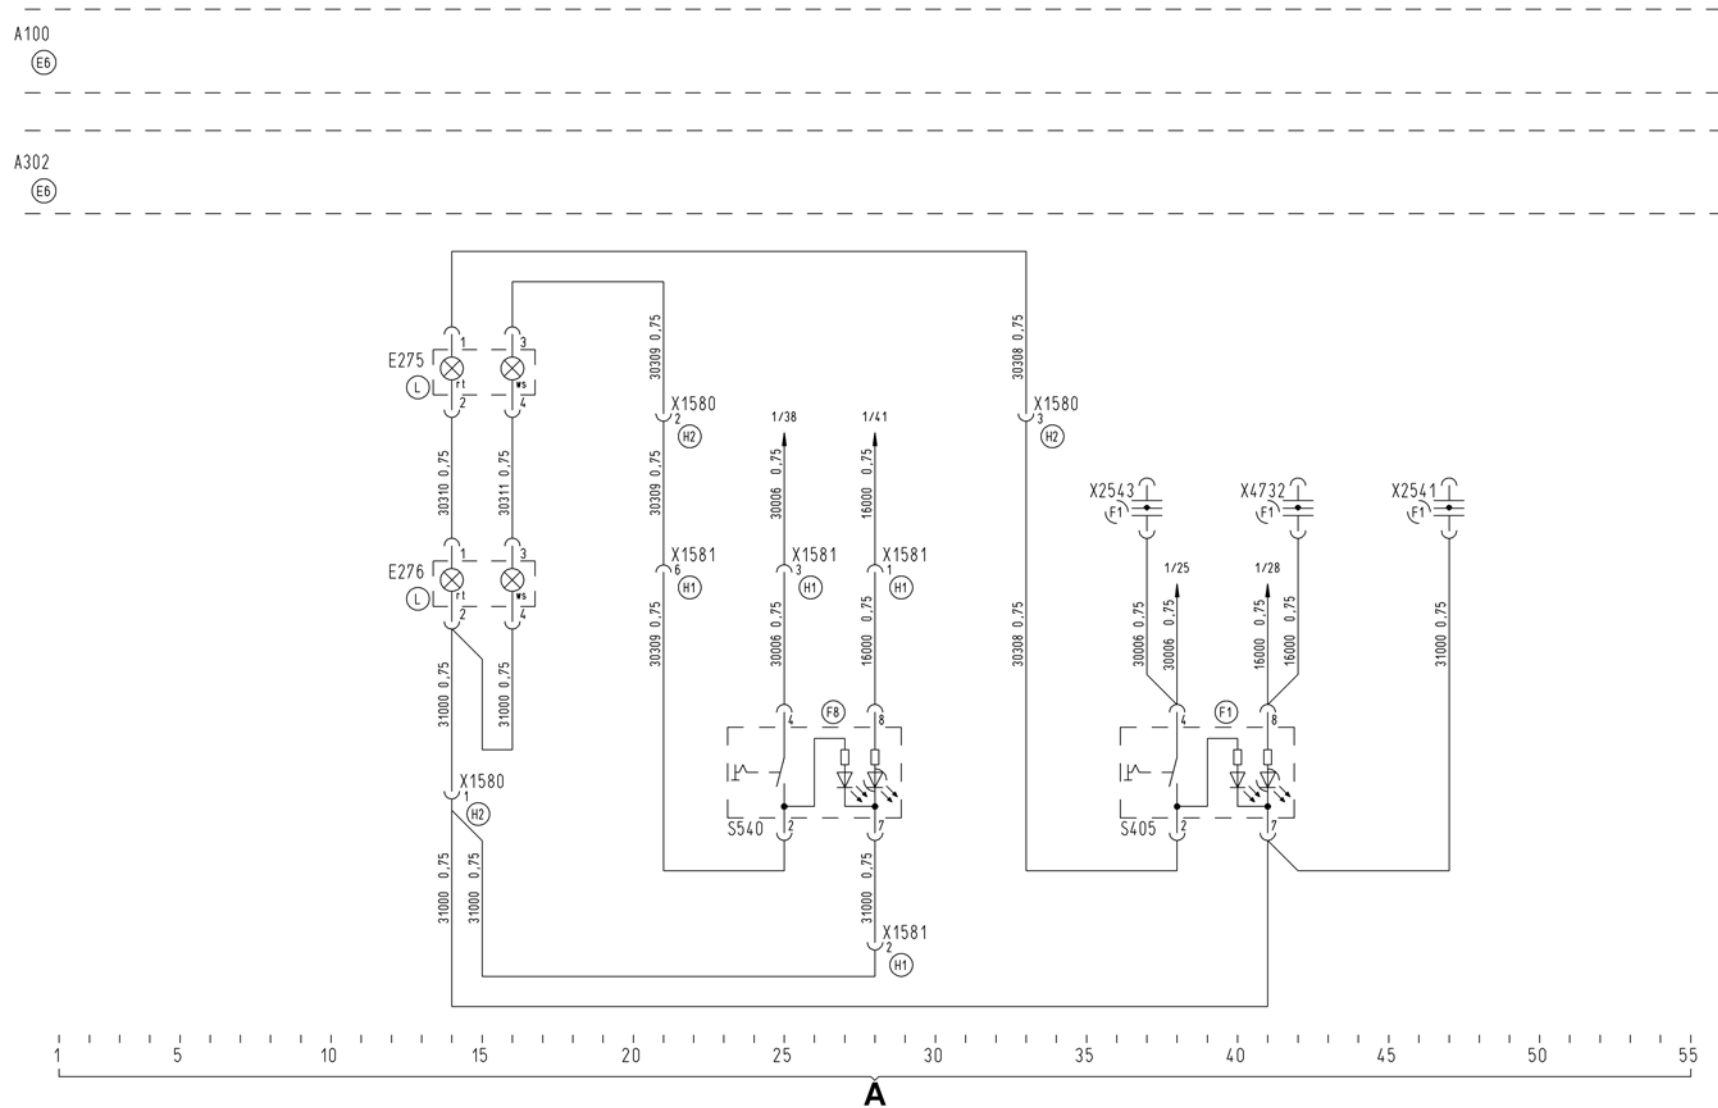 A100
E6
A302
E6
E275
L
1
rt
2
3
ws
4
30310 0,75
30311 0,75
E276
L
1
rt
2
3
ws
4
31000 0,75
31000 0,75
X1580
1
H2
31000 0,75
31000 0,75
30309 0,75
X1580
2
H2
30309 0,75
X1581
6
H1
30309 0,75
1/38
30006 0,75
X1581
3
H1
30006 0,75
1/41
16000 0,75
X1581
1
H1
16000 0,75
4
F8
8
S540
2
7
31000 0,75
X1581
2
H1
30308 0,75
X1580
3
H2
30308 0,75
X2543
F1
X4732
F1
X2541
F1
1/25
1/28
30006 0,75
30006 0,75
16000 0,75
16000 0,75
31000 0,75
4
F1
8
S405
2
7
1 5 10 15 20 25 30 35 40 45 50 55
A